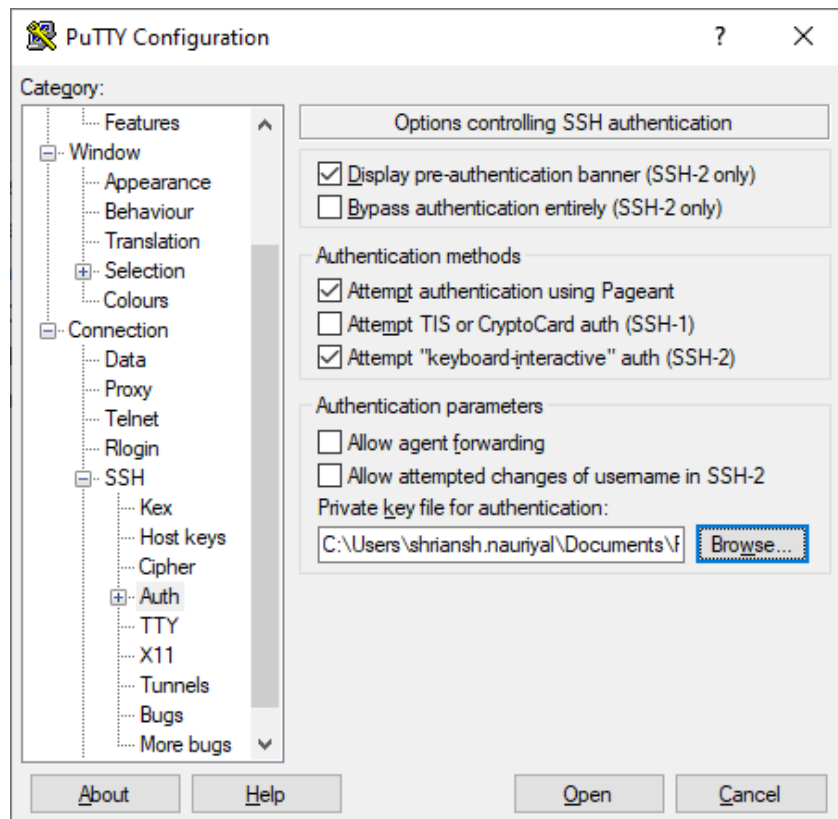 PuTTY Configuration
?
Category:
Features
Window
Appearance
Behaviour
Translation
Selection
Colours
Connection
Data
Proxy
Telnet
Rlogin
SSH
Kex
Host keys
Cipher
Auth
TTY
X11
Tunnels
Bugs
More bugs
Options controlling SSH authentication
Display pre-authentication banner (SSH-2 only)
Bypass authentication entirely (SSH-2 only)
Authentication methods
Attempt authentication using Pageant
Attempt TIS or CryptoCard auth (SSH-1)
Attempt "keyboard-interactive" auth (SSH-2)
Authentication parameters
Allow agent forwarding
Allow attempted changes of username in SSH-2
Private key file for authentication:
C:\Users\shriansh.nauriyal\Documents\ Browse...
About Help Open Cancel